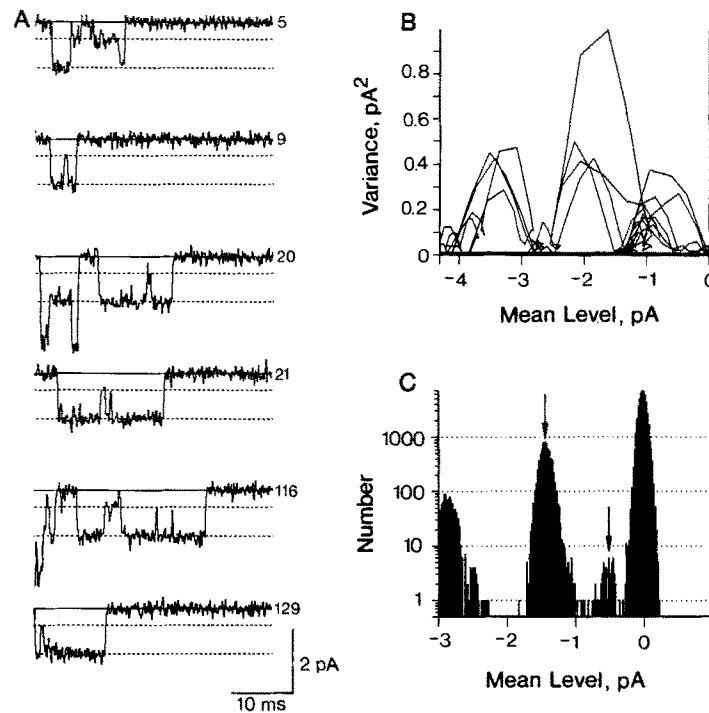 A
5
9
20
21
116
129
2 pA
10 ms
B
Variance, pA²
0.8
0.6
0.4
0.2
0
−4 −3 −2 −1 0
Mean Level, pA
C
Number
1000
100
10
1
−3 −2 −1 0
Mean Level, pA